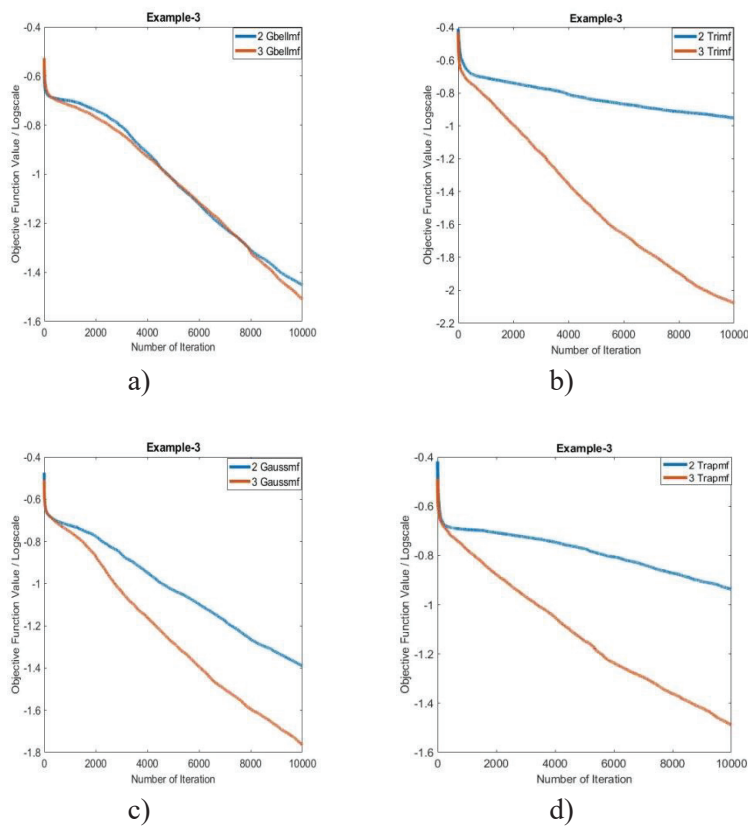 Example-3
2 Gbellmf
3 Gbellmf
Objective Function Value / Logscale
-0.4
-0.6
-0.8
-1
-1.2
-1.4
-1.6
0 2000 4000 6000 8000 10000
Number of Iteration
a)
Example-3
2 Trimf
3 Trimf
Objective Function Value / Logscale
-0.4
-0.6
-0.8
-1
-1.2
-1.4
-1.6
-1.8
-2
-2.2
0 2000 4000 6000 8000 10000
Number of Iteration
b)
Example-3
2 Gaussmf
3 Gaussmf
Objective Function Value / Logscale
-0.4
-0.6
-0.8
-1
-1.2
-1.4
-1.6
-1.8
0 2000 4000 6000 8000 10000
Number of Iteration
c)
Example-3
2 Trapmf
3 Trapmf
Objective Function Value / Logscale
-0.4
-0.6
-0.8
-1
-1.2
-1.4
-1.6
0 2000 4000 6000 8000 10000
Number of Iteration
d)